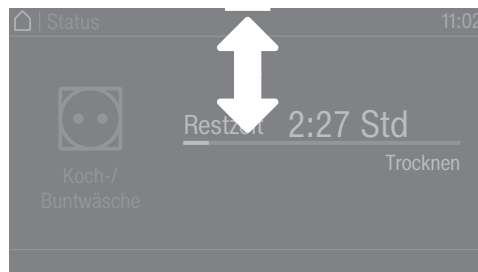 | Status 11:02
Restzeit 2:27 Std
Trocknen
Koch-/
Buntwäsche